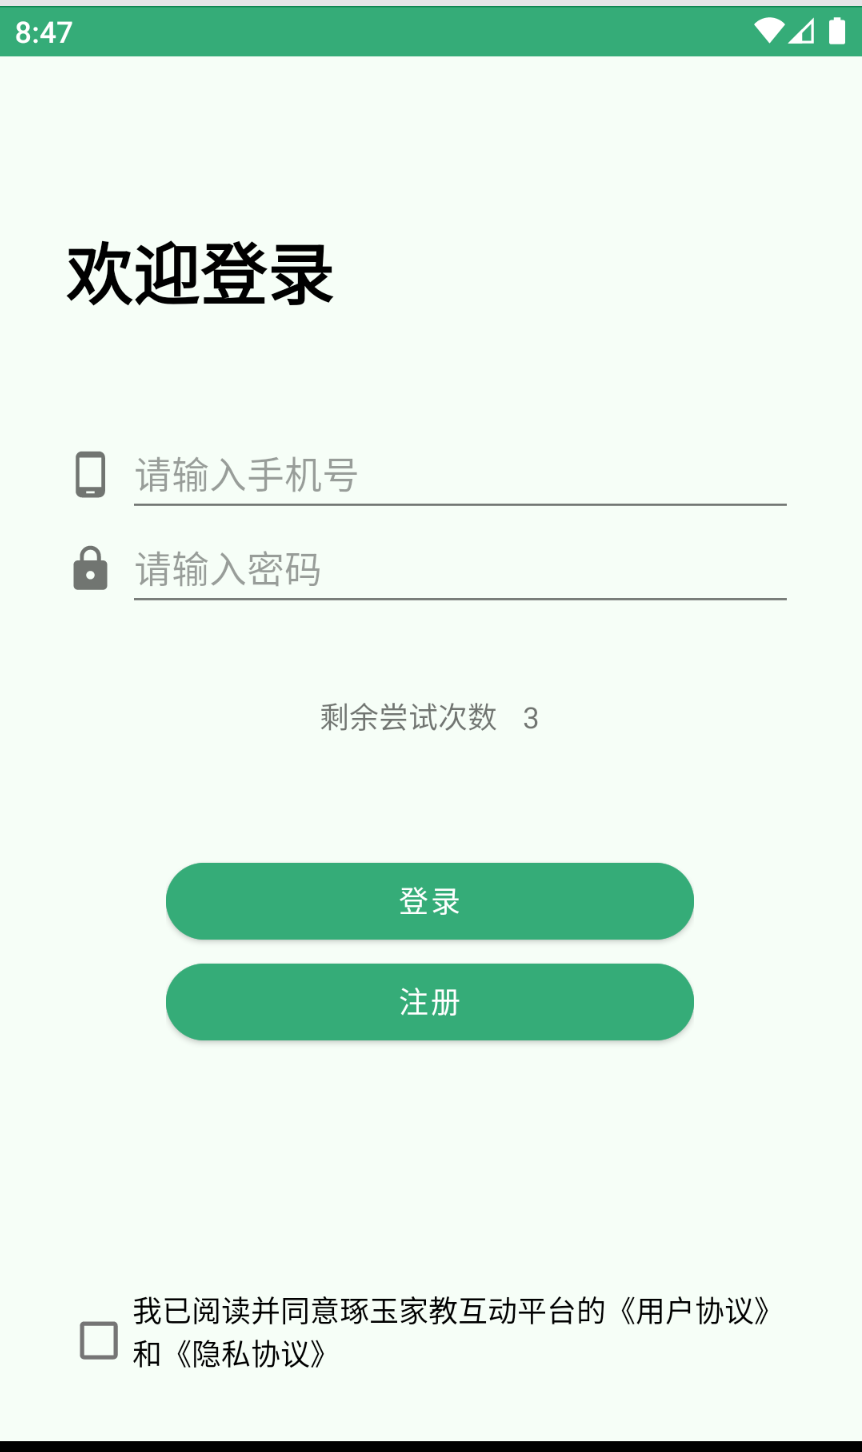 8:47
欢迎登录
请输入手机号
请输入密码
剩余尝试次数 3
登录
注册
我已阅读并同意琢玉家教互动平台的《用户协议》
和《隐私协议》